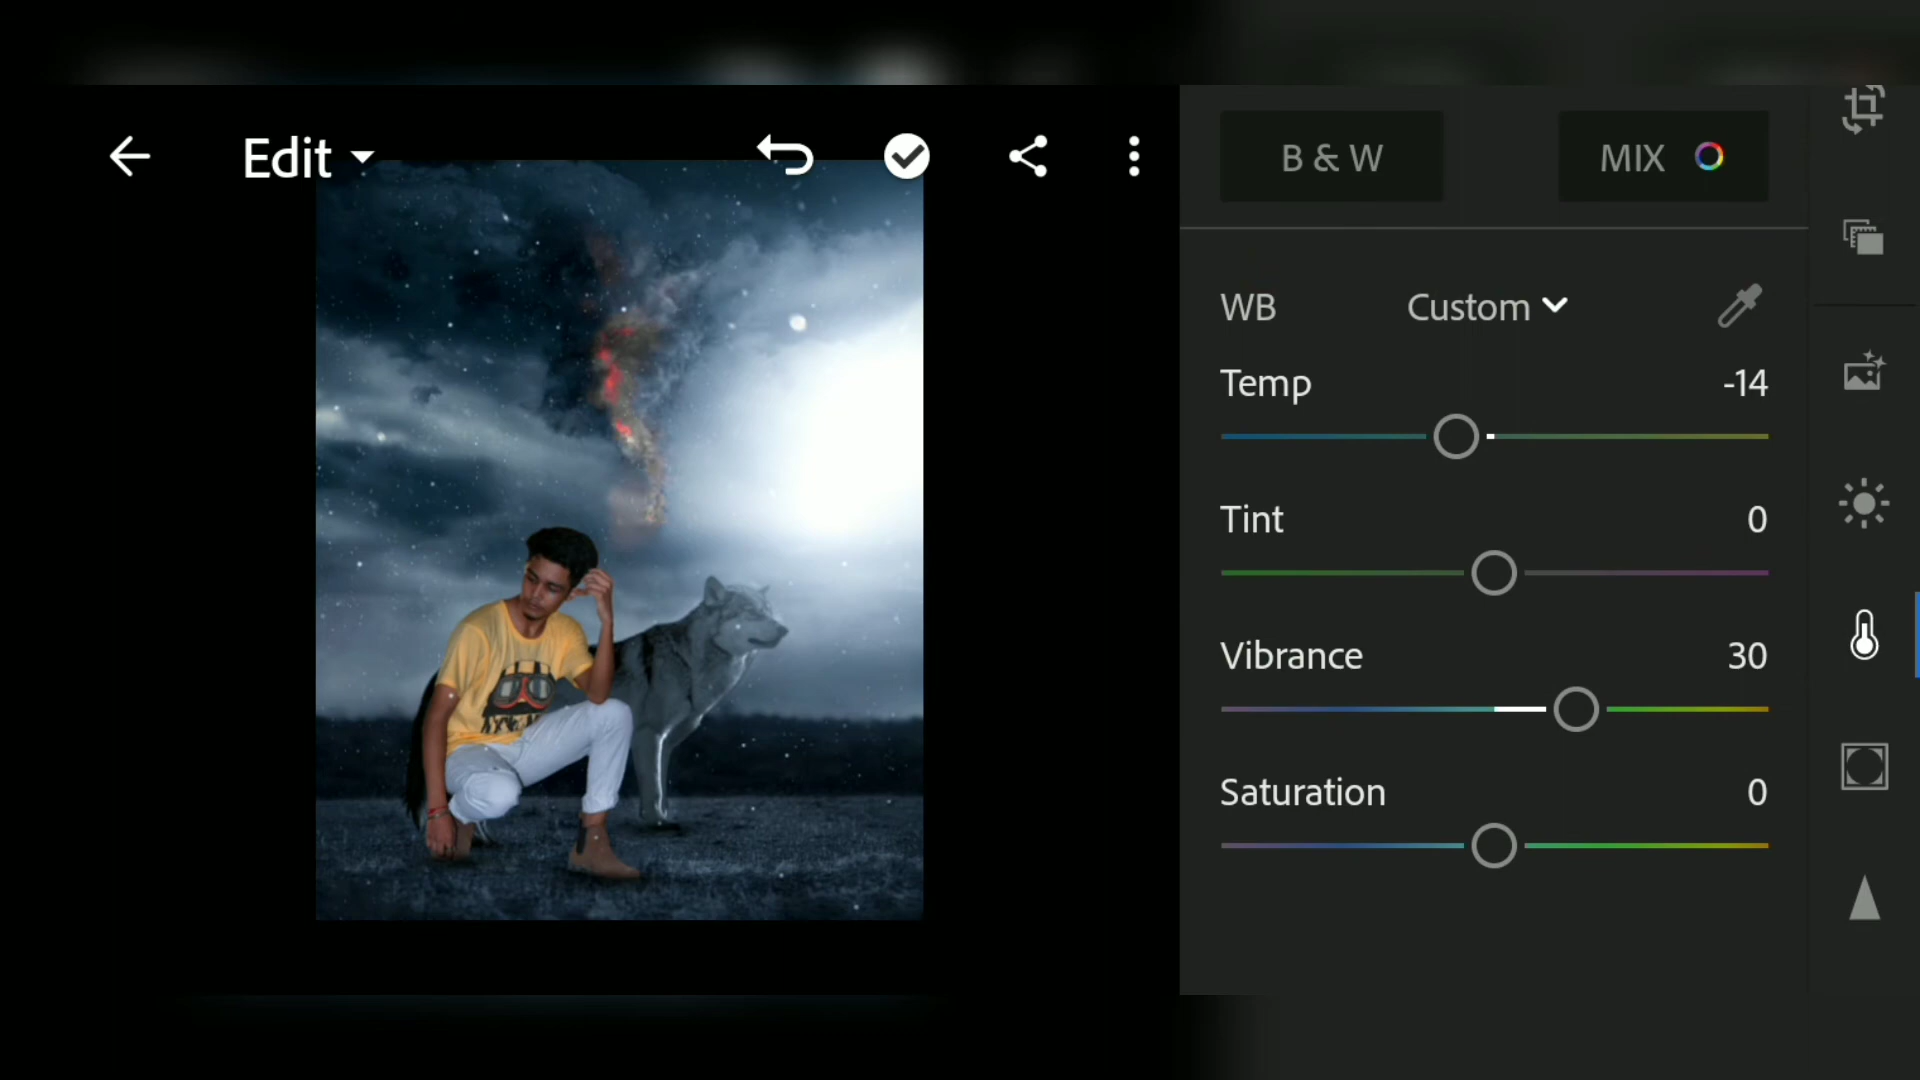 Edit
B & W
MIX
WB Custom
Temp -14
Tint 0
Vibrance 30
Saturation 0